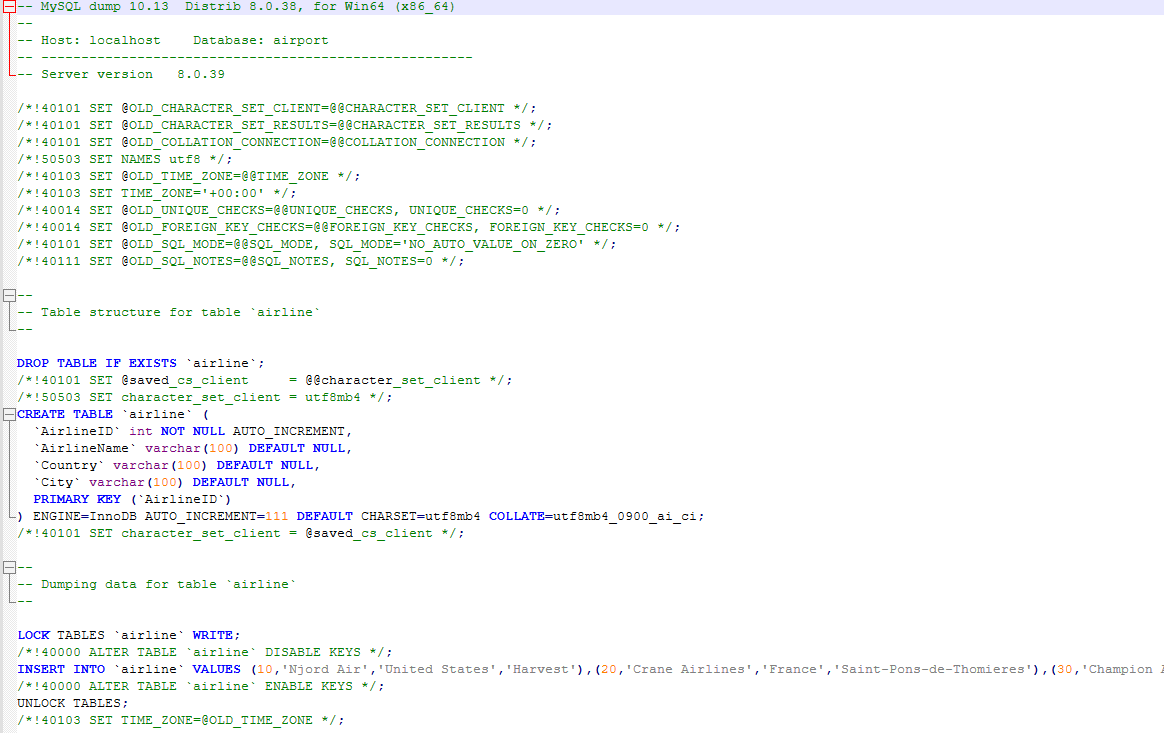 -- MySQL dump 10.13  Distrib 8.0.38, for Win64 (x86_64)
--
-- Host: localhost    Database: airport
-- ------------------------------------------------------
-- Server version	8.0.39

/*!40101 SET @OLD_CHARACTER_SET_CLIENT=@@CHARACTER_SET_CLIENT */;
/*!40101 SET @OLD_CHARACTER_SET_RESULTS=@@CHARACTER_SET_RESULTS */;
/*!40101 SET @OLD_COLLATION_CONNECTION=@@COLLATION_CONNECTION */;
/*!50503 SET NAMES utf8 */;
/*!40103 SET @OLD_TIME_ZONE=@@TIME_ZONE */;
/*!40103 SET TIME_ZONE='+00:00' */;
/*!40014 SET @OLD_UNIQUE_CHECKS=@@UNIQUE_CHECKS, UNIQUE_CHECKS=0 */;
/*!40014 SET @OLD_FOREIGN_KEY_CHECKS=@@FOREIGN_KEY_CHECKS, FOREIGN_KEY_CHECKS=0 */;
/*!40101 SET @OLD_SQL_MODE=@@SQL_MODE, SQL_MODE='NO_AUTO_VALUE_ON_ZERO' */;
/*!40111 SET @OLD_SQL_NOTES=@@SQL_NOTES, SQL_NOTES=0 */;

--
-- Table structure for table `airline`
--

DROP TABLE IF EXISTS `airline`;
/*!40101 SET @saved_cs_client     = @@character_set_client */;
/*!50503 SET character_set_client = utf8mb4 */;
CREATE TABLE `airline` (
  `AirlineID` int NOT NULL AUTO_INCREMENT,
  `AirlineName` varchar(100) DEFAULT NULL,
  `Country` varchar(100) DEFAULT NULL,
  `City` varchar(100) DEFAULT NULL,
  PRIMARY KEY (`AirlineID`)
) ENGINE=InnoDB AUTO_INCREMENT=111 DEFAULT CHARSET=utf8mb4 COLLATE=utf8mb4_0900_ai_ci;
/*!40101 SET character_set_client = @saved_cs_client */;

--
-- Dumping data for table `airline`
--

LOCK TABLES `airline` WRITE;
/*!40000 ALTER TABLE `airline` DISABLE KEYS */;
INSERT INTO `airline` VALUES (10,'Njord Air','United States','Harvest'),(20,'Crane Airlines','France','Saint-Pons-de-Thomieres'),(30,'Champion
/*!40000 ALTER TABLE `airline` ENABLE KEYS */;
UNLOCK TABLES;
/*!40103 SET TIME_ZONE=@OLD_TIME_ZONE */;